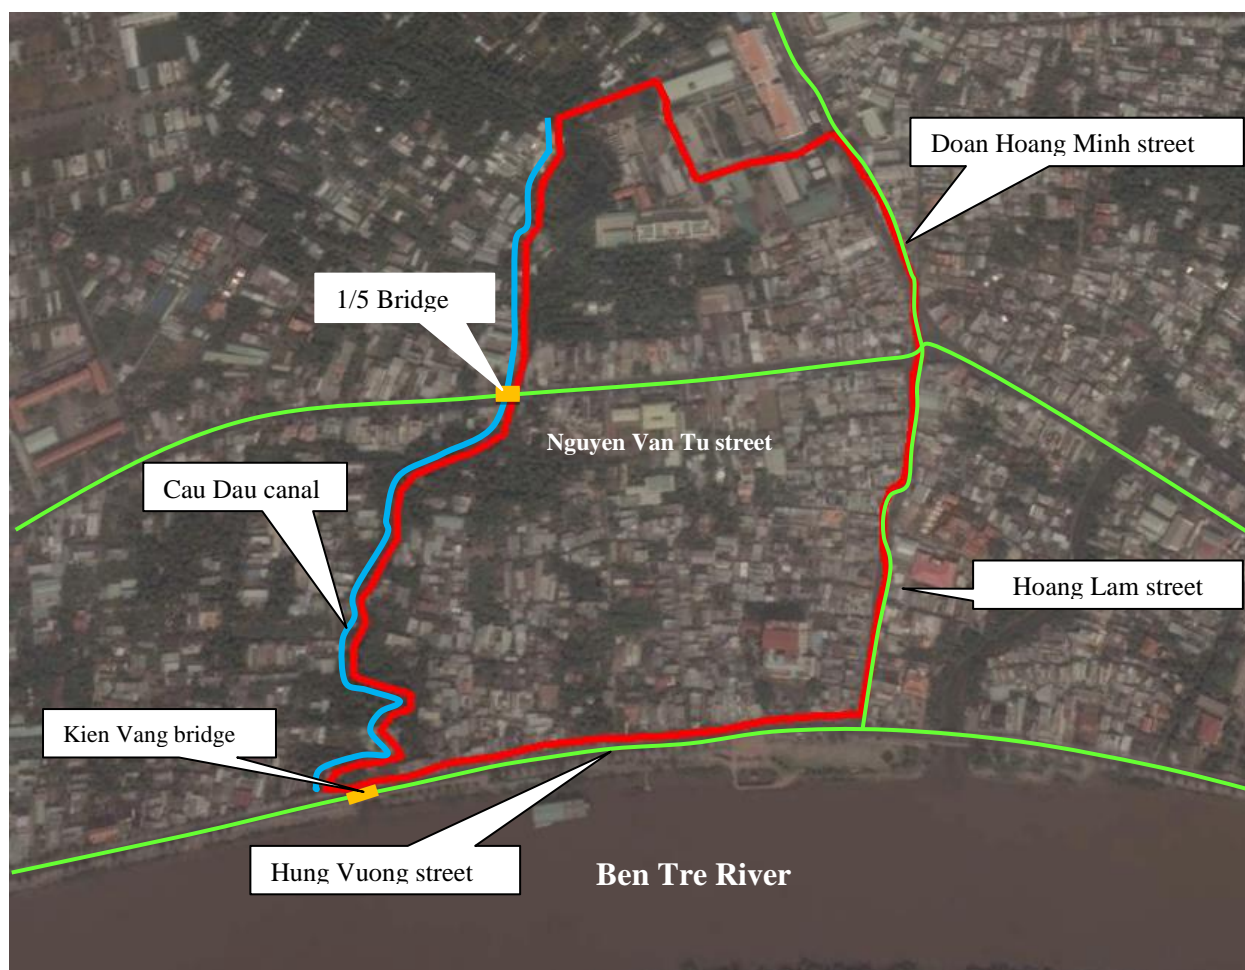 Doan Hoang Minh street
1/5 Bridge
Nguyen Van Tu street
Cau Dau canal
Hoang Lam street
Kien Vang bridge
Hung Vuong street
Ben Tre River